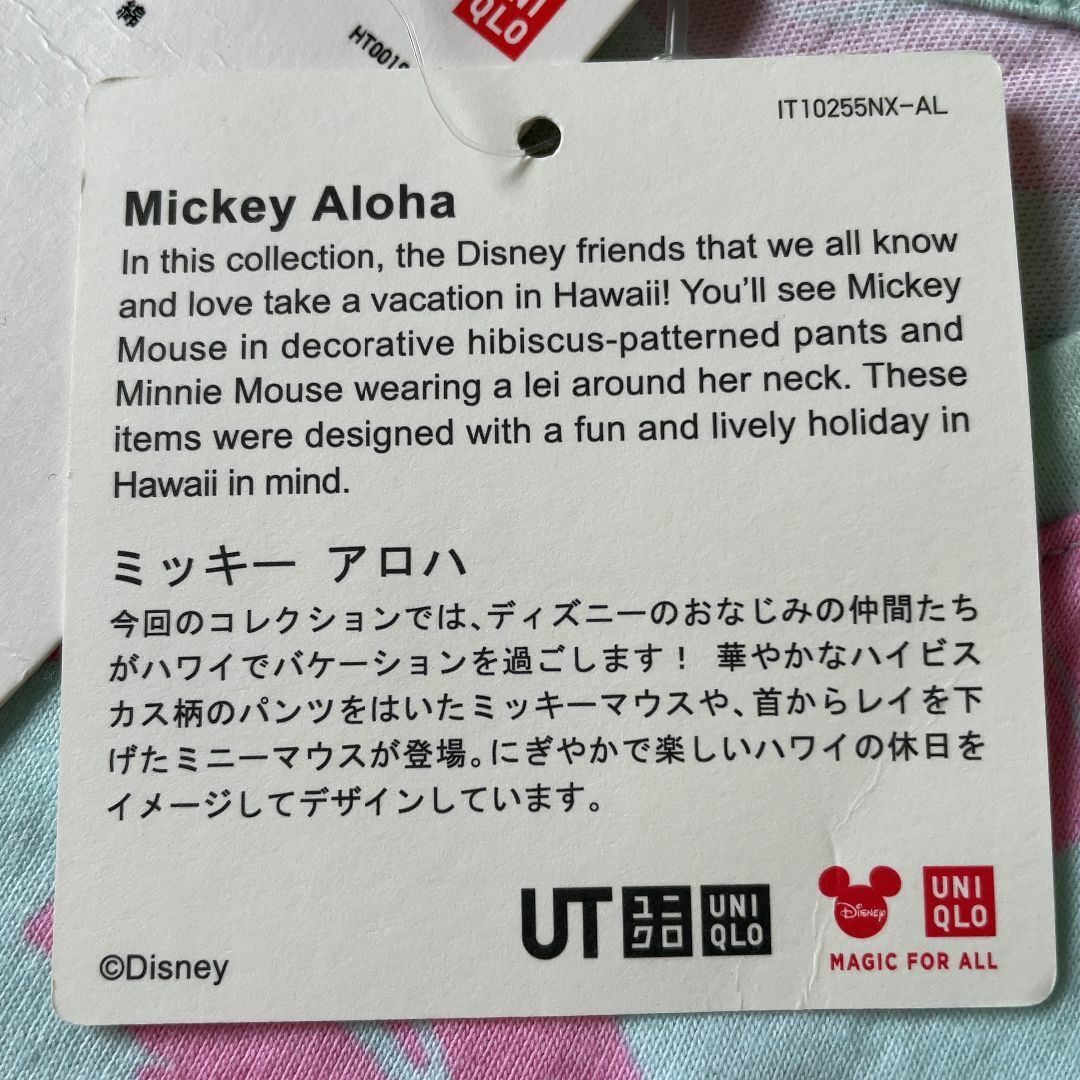 綿
HT001
UNI
QLO
IT10255NX-AL
Mickey Aloha
In this collection, the Disney friends that we all know
and love take a vacation in Hawaii! You'll see Mickey
Mouse in decorative hibiscus-patterned pants and
Minnie Mouse wearing a lei around her neck. These
items were designed with a fun and lively holiday in
Hawaii in mind.
ミッキー アロハ
今回のコレクションでは、ディズニーのおなじみの仲間たち
がハワイでバケーションを過ごします！ 華やかなハイビス
カス柄のパンツをはいたミッキーマウスや、首からレイを下
げたミニーマウスが登場。にぎやかで楽しいハワイの休日を
イメージしてデザインしています。
UT ユニ UNI
クロ QLO
Disney UNI
QLO
MAGIC FOR ALL
©Disney